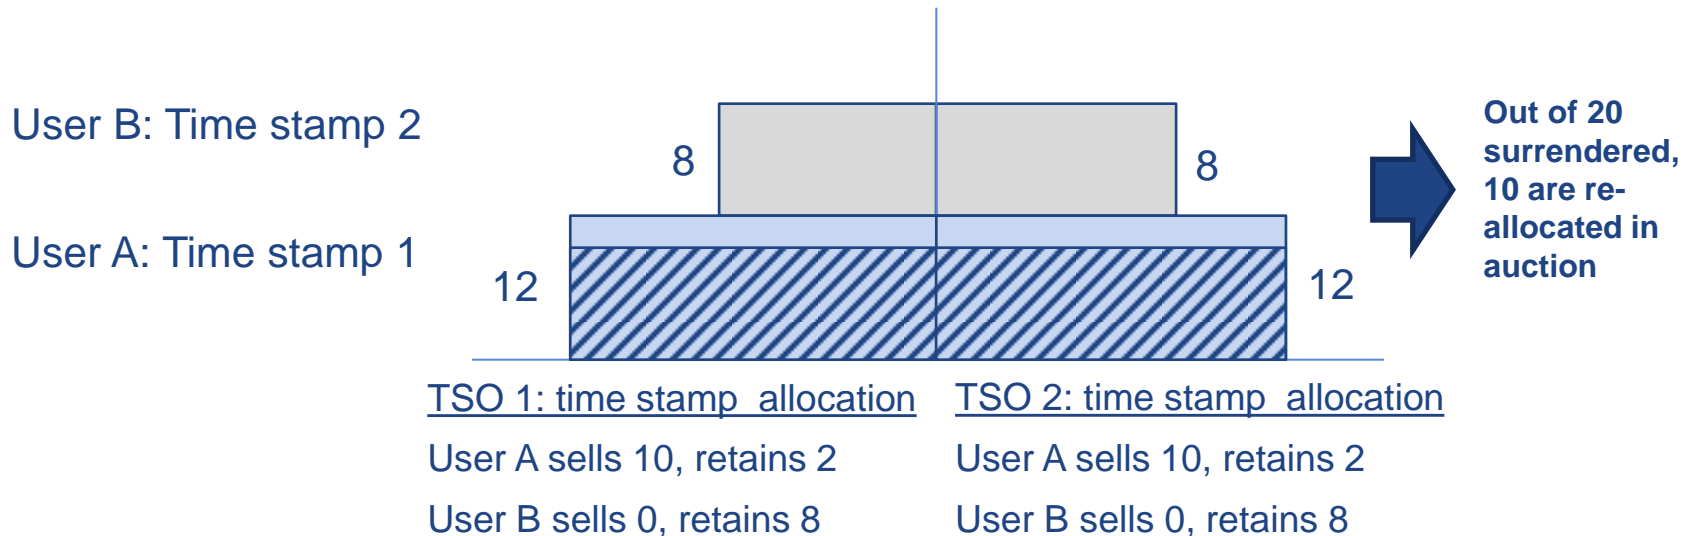 User B: Time stamp 2
8
8
Out of 20
surrendered,
10 are re-
allocated in
auction
User A: Time stamp 1
12
12
TSO 1: time stamp  allocation
TSO 2: time stamp  allocation
User A sells 10, retains 2
User A sells 10, retains 2
User B sells 0, retains 8
User B sells 0, retains 8